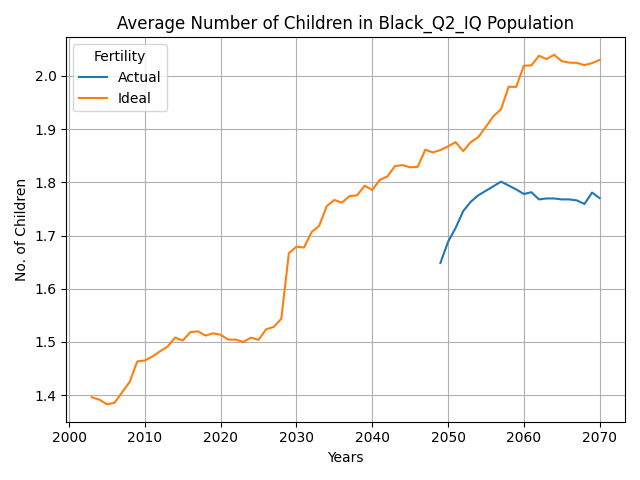 Average Number of Children in Black_Q2_IQ Population
Fertility
Actual
Ideal
No. of Children
2.0
1.9
1.8
1.7
1.6
1.5
1.4
2000 2010 2020 2030 2040 2050 2060 2070
Years